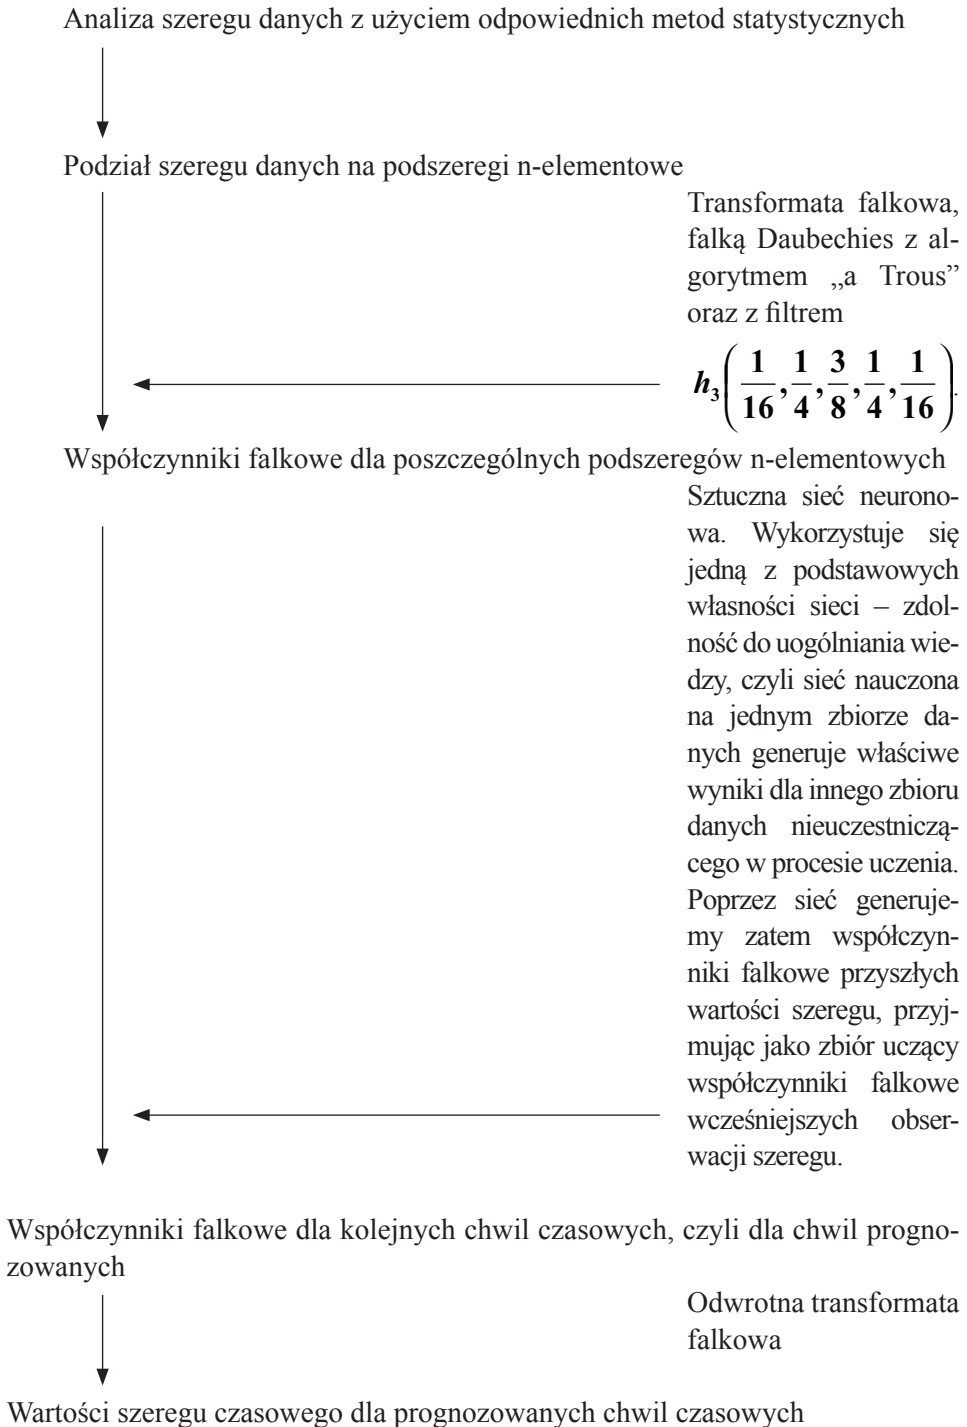 Analiza szeregu danych z użyciem odpowiednich metod statystycznych
Podział szeregu danych na podszeregi n-elementowe
Transformata falkowa,
falką Daubechies z al-
gorytmem „a Trous”
oraz z filtrem
h₃(1/16, 1/4, 3/8, 1/4, 1/16).
Współczynniki falkowe dla poszczególnych podszeregów n-elementowych
Sztuczna sieć neurono-
wa. Wykorzystuje się
jedną z podstawowych
własności sieci – zdol-
ność do uogólniania wie-
dzy, czyli sieć nauczona
na jednym zbiorze da-
nych generuje właściwe
wyniki dla innego zbioru
danych nieuczestniczą-
cego w procesie uczenia.
Poprzez sieć generuje-
my zatem współczyn-
niki falkowe przyszłych
wartości szeregu, przyj-
mując jako zbiór uczący
współczynniki falkowe
wcześniejszych obser-
wacji szeregu.
Współczynniki falkowe dla kolejnych chwil czasowych, czyli dla chwil progno-
zowanych
Odwrotna transformata
falkowa
Wartości szeregu czasowego dla prognozowanych chwil czasowych